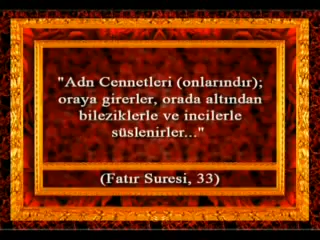 "Adn Cennetleri (onlarındır);
oraya girerler, orada altından
bileziklerle ve incilerle
süslenirler..."
(Fatır Suresi, 33)